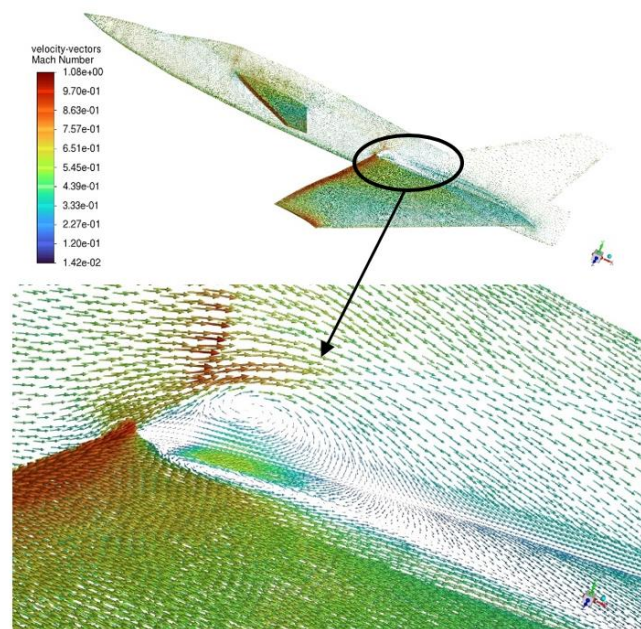 velocity-vectors
Mach Number
1.08e+00
9.70e-01
8.63e-01
7.57e-01
6.51e-01
5.45e-01
4.39e-01
3.33e-01
2.27e-01
1.20e-01
1.42e-02